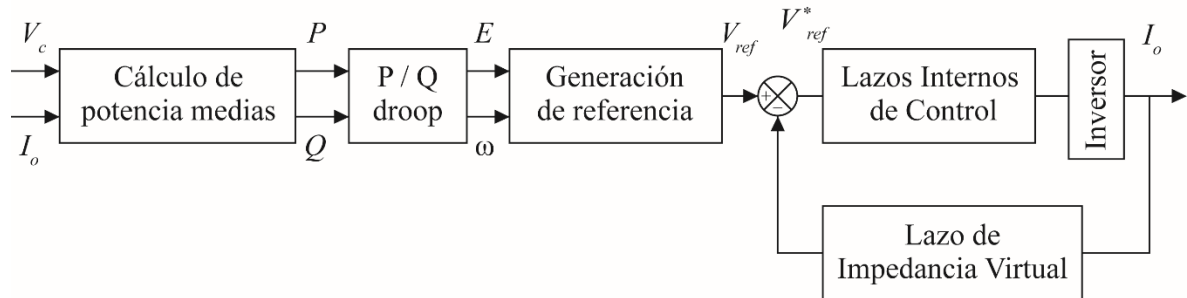 V_c
I_o
Cálculo de
potencia medias
P
Q
P / Q
droop
E
ω
Generación
de referencia
V_ref
+
−
V*_ref
Lazos Internos
de Control
Inversor
I_o
Lazo de
Impedancia Virtual